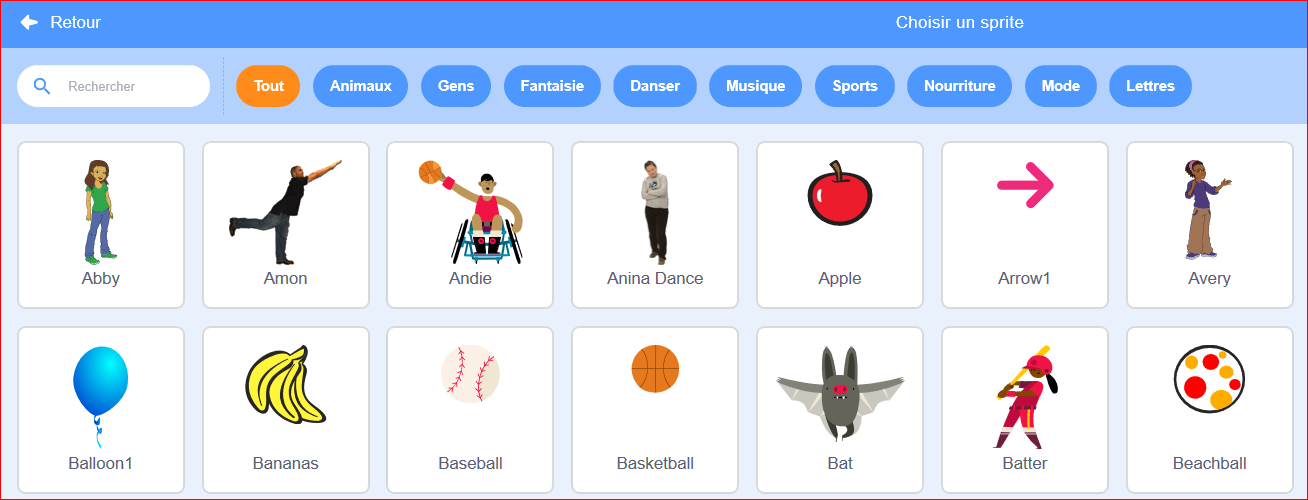 Retour
Choisir un sprite
Rechercher
Tout
Animaux
Gens
Fantaisie
Danser
Musique
Sports
Nourriture
Mode
Lettres
Abby
Amon
Andie
Anina Dance
Apple
Arrow1
Avery
Balloon1
Bananas
Baseball
Basketball
Bat
Batter
Beachball